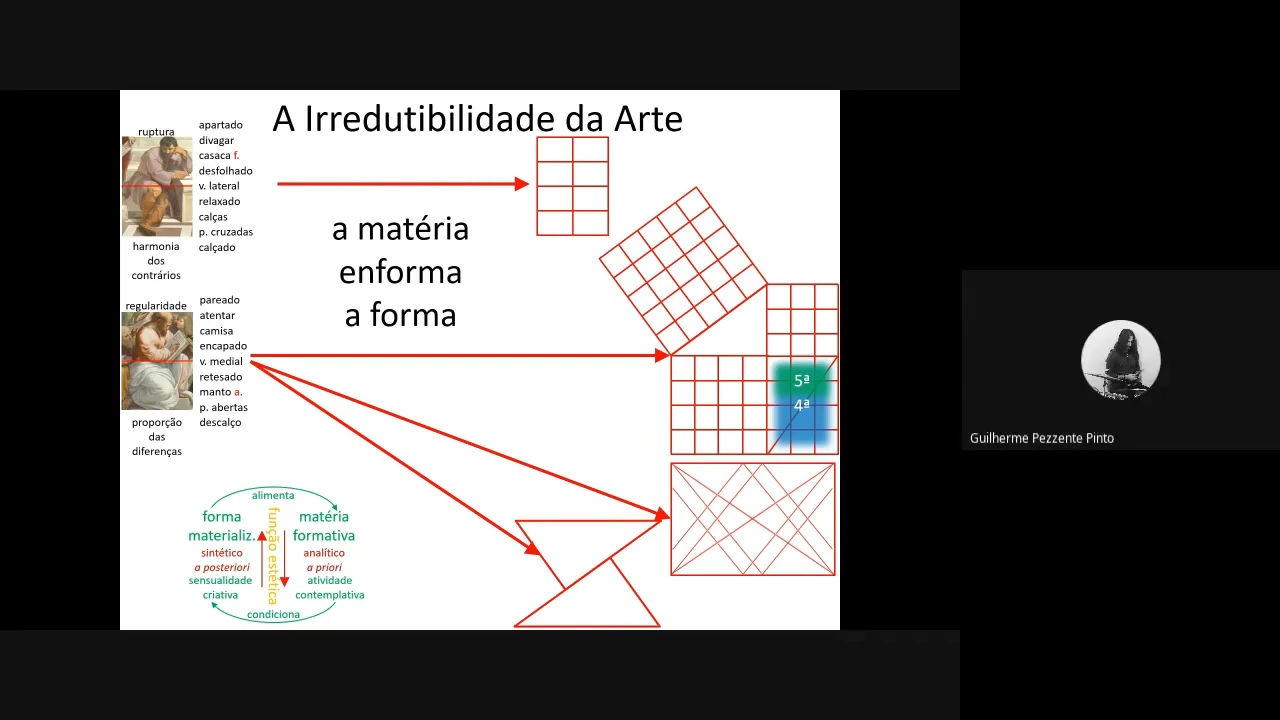 A Irredutibilidade da Arte
ruptura
apartado
divagar
casaca f.
desfolhado
v. lateral
relaxado
calças
p. cruzadas
calçado
harmonia
dos
contrários
a matéria
enforma
a forma
regularidade
pareado
atentar
camisa
encapado
v. medial
retesado
manto a.
p. abertas
descalço
proporção
das
diferenças
5ª
4ª
alimenta
forma
materializ.
sintético
a posteriori
sensualidade
criativa
função estética
matéria
formativa
analítico
a priori
atividade
contemplativa
condiciona
Guilherme Pezzente Pinto